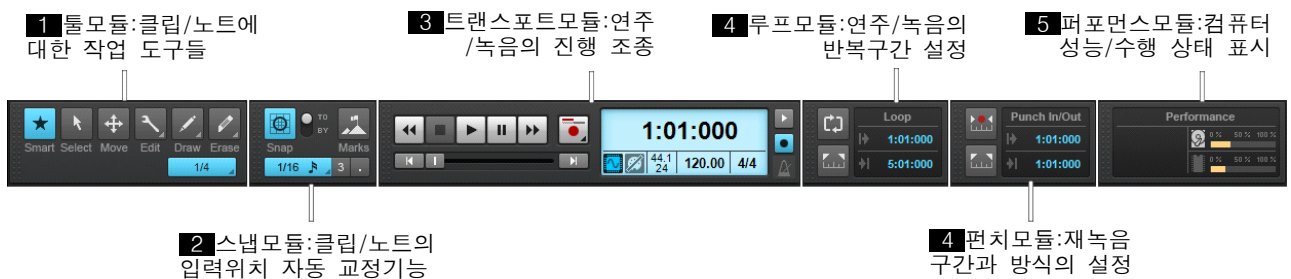 1 툴모듈:클립/노트에
대한 작업 도구들
3 트랜스포트모듈:연주
/녹음의 진행 조종
4 루프모듈:연주/녹음의
반복구간 설정
5 퍼포먼스모듈:컴퓨터
성능/수행 상태 표시
Smart Select Move Edit Draw Erase
1/4
TO
BY
Snap Marks
1/16 3 .
1:01:000
44.1
24
120.00 4/4
Loop
1:01:000
5:01:000
Punch In/Out
1:01:000
1:01:000
Performance
0 % 50 % 100 %
0 % 50 % 100 %
2 스냅모듈:클립/노트의
입력위치 자동 교정기능
4 펀치모듈:재녹음
구간과 방식의 설정